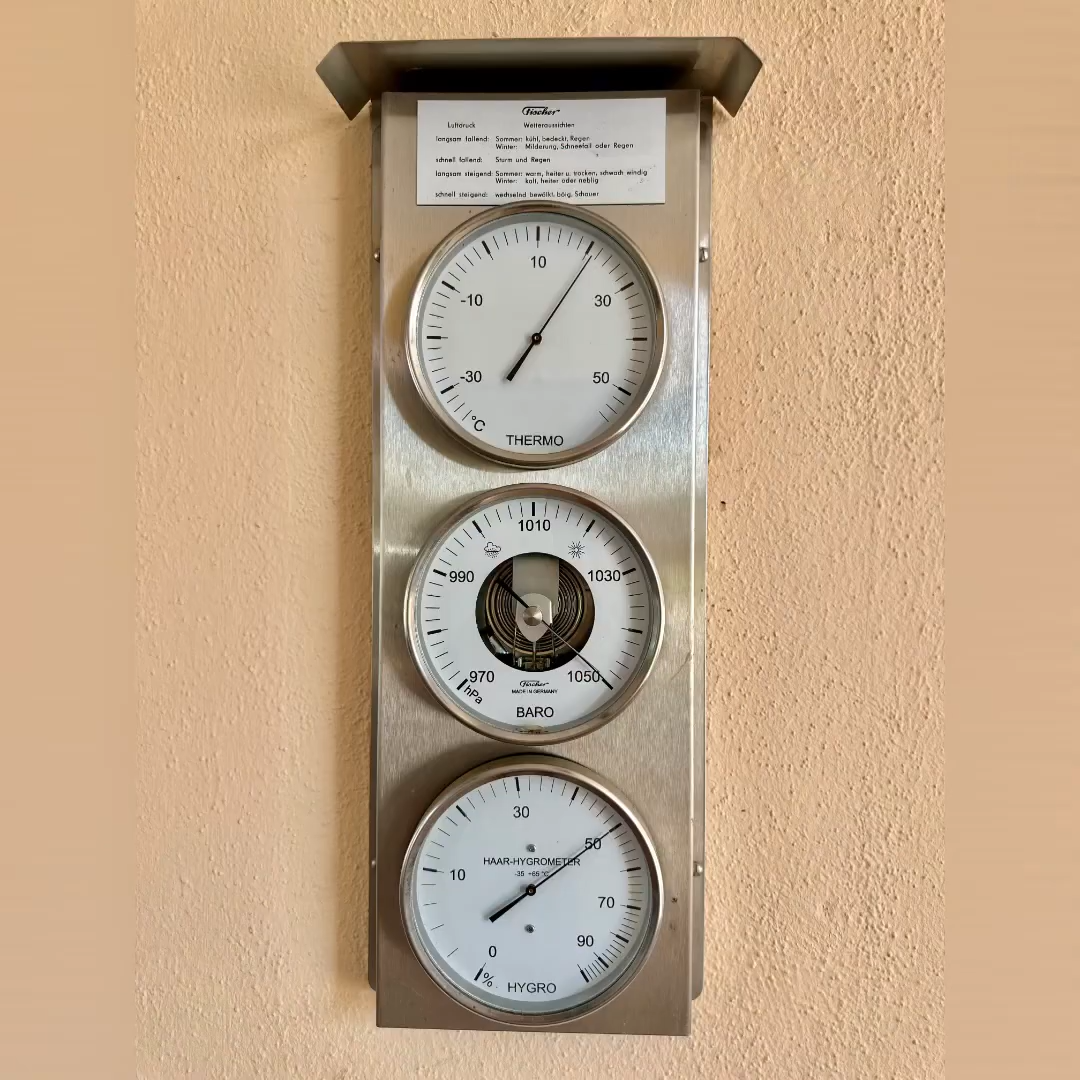 Fischer
Luftdruck Wetteraussichten
langsam fallend: Sommer: kühl, bedeckt, Regen
Winter: Milderung, Schneefall oder Regen
schnell fallend: Sturm und Regen
langsam steigend: Sommer: warm, heiter u. trocken, schwach windig
Winter: kalt, heiter oder neblig
schnell steigend: wechselnd bewölkt, böig, Schauer
10
-10 30
-30 50
°C
THERMO
1010
990 1030
970 1050
hPa
Fischer
MADE IN GERMANY
BARO
30
50
HAAR-HYGROMETER
-35 +65 °C
10
70
90
0
%
HYGRO